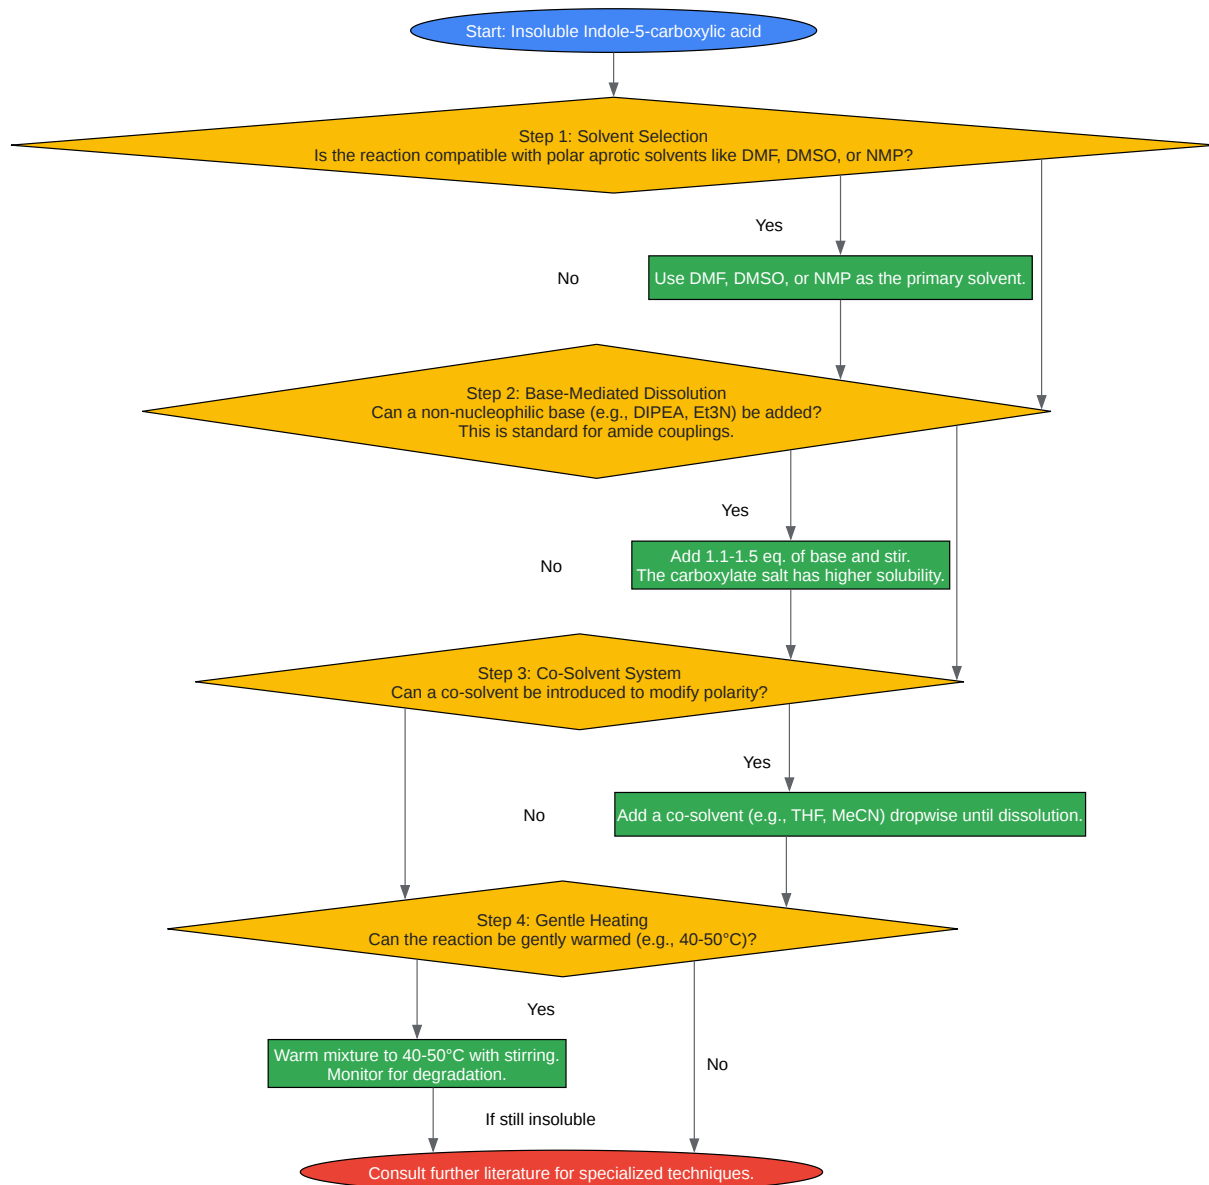 Start: Insoluble Indole-5-carboxylic acid
Step 1: Solvent Selection
Is the reaction compatible with polar aprotic solvents like DMF, DMSO, or NMP?
Yes
No
Use DMF, DMSO, or NMP as the primary solvent.
Step 2: Base-Mediated Dissolution
Can a non-nucleophilic base (e.g., DIPEA, Et3N) be added?
This is standard for amide couplings.
Yes
No
Add 1.1-1.5 eq. of base and stir.
The carboxylate salt has higher solubility.
Step 3: Co-Solvent System
Can a co-solvent be introduced to modify polarity?
Yes
No
Add a co-solvent (e.g., THF, MeCN) dropwise until dissolution.
Step 4: Gentle Heating
Can the reaction be gently warmed (e.g., 40-50°C)?
Yes
Warm mixture to 40-50°C with stirring.
Monitor for degradation.
No
If still insoluble
Consult further literature for specialized techniques.